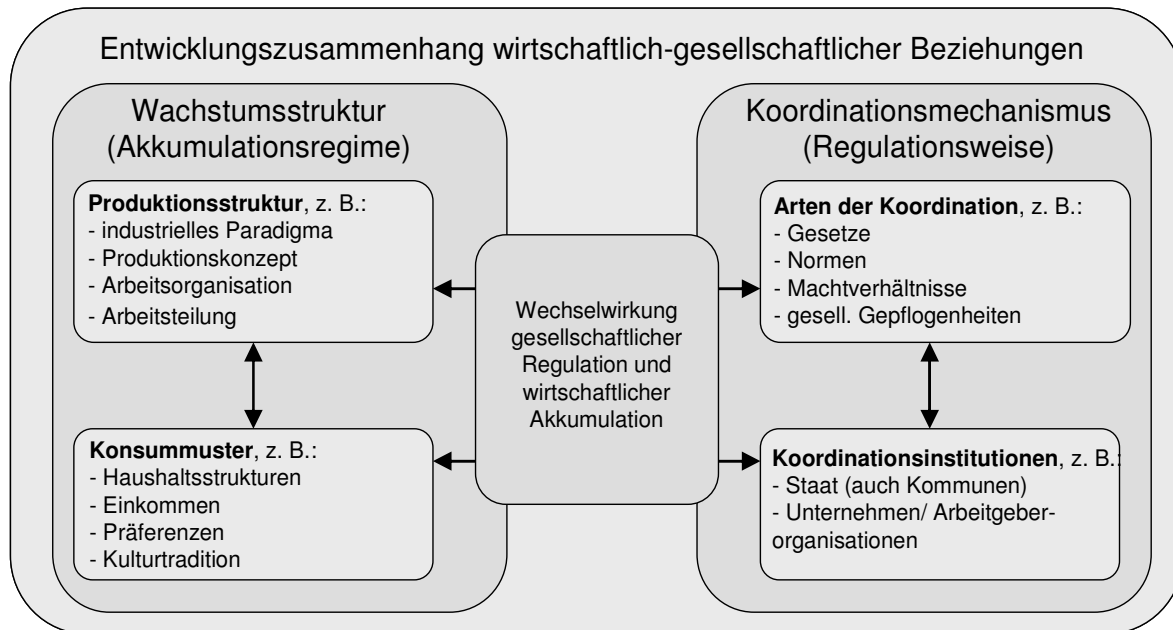 Entwicklungszusammenhang wirtschaftlich-gesellschaftlicher Beziehungen
Wachstumsstruktur
(Akkumulationsregime)
Produktionsstruktur, z. B.:
- industrielles Paradigma
- Produktionskonzept
- Arbeitsorganisation
- Arbeitsteilung
Konsummuster, z. B.:
- Haushaltsstrukturen
- Einkommen
- Präferenzen
- Kulturtradition
Wechselwirkung
gesellschaftlicher
Regulation und
wirtschaftlicher
Akkumulation
Koordinationsmechanismus
(Regulationsweise)
Arten der Koordination, z. B.:
- Gesetze
- Normen
- Machtverhältnisse
- gesell. Gepflogenheiten
Koordinationsinstitutionen, z. B.:
- Staat (auch Kommunen)
- Unternehmen/ Arbeitgeber-
organisationen